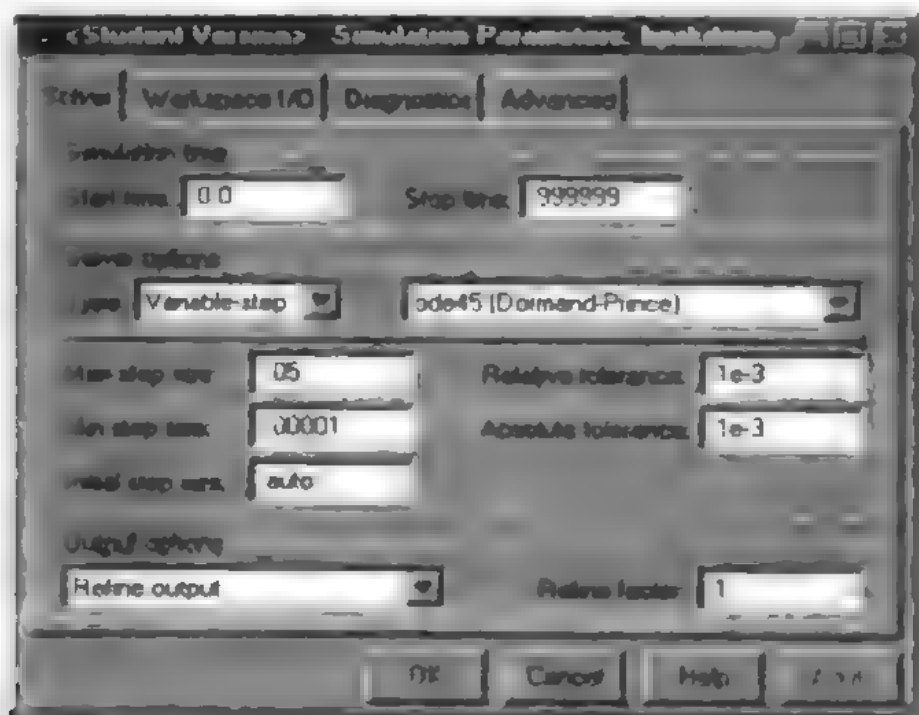 <Student Version> Simulation Parameters:
Solver Workspace I/O Diagnostics Advanced
Simulation time
Start time: 0.0 Stop time: 999999
Solver options
Type: Variable-step ode45 (Dormand-Prince)
Max step size: .05 Relative tolerance: 1e-3
Min step size: .00001 Absolute tolerance: 1e-3
Initial step size: auto
Output options
Refine output Refine factor: 1
OK Cancel Help Apply